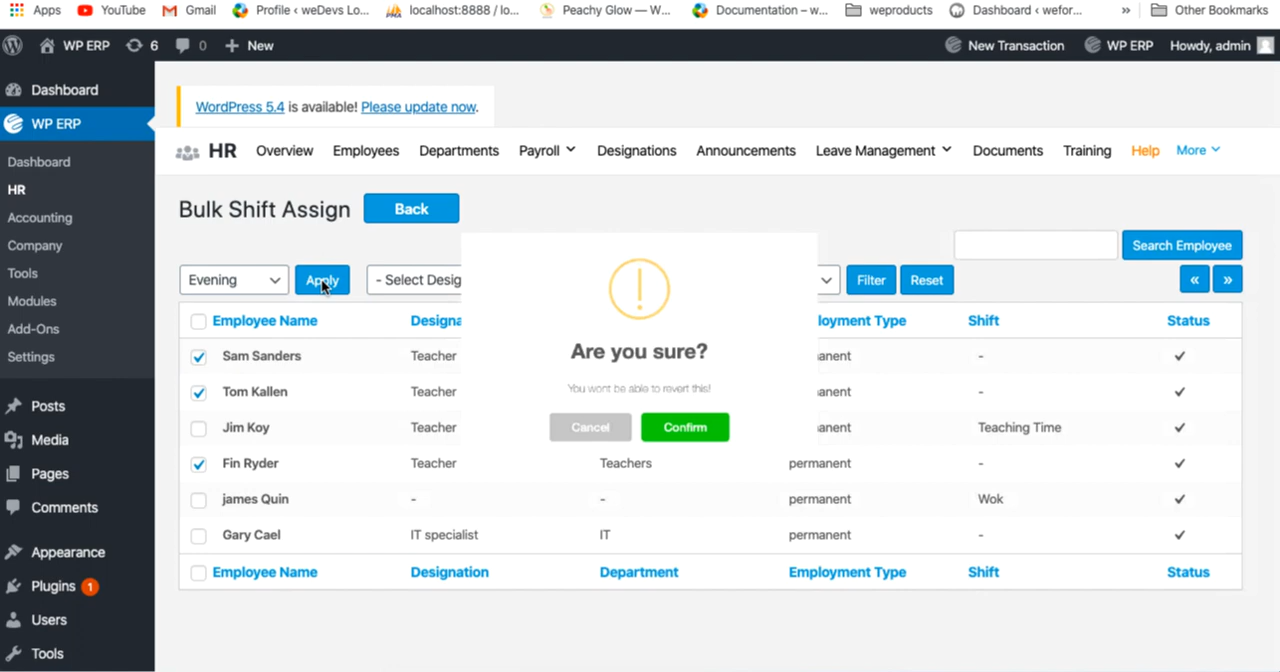 Apps YouTube Gmail Profile ‹ weDevs Lo... localhost:8888 / lo... Peachy Glow — W... Documentation – w... weproducts Dashboard ‹ wefor... » Other Bookmarks
WP ERP 6 0 + New New Transaction WP ERP Howdy, admin
Dashboard
WP ERP
Dashboard
HR
Accounting
Company
Tools
Modules
Add-Ons
Settings
Posts
Media
Pages
Comments
Appearance
Plugins 1
Users
Tools
WordPress 5.4 is available! Please update now.
HR Overview Employees Departments Payroll Designations Announcements Leave Management Documents Training Help More
Bulk Shift Assign Back
Search Employee
Evening Apply - Select Desig Filter Reset « »
Employee Name Designa loyment Type Shift Status
Sam Sanders Teacher anent - ✓
Tom Kallen Teacher anent - ✓
Jim Koy Teacher anent Teaching Time ✓
Fin Ryder Teacher Teachers permanent - ✓
james Quin - - permanent Wok ✓
Gary Cael IT specialist IT permanent - ✓
Employee Name Designation Department Employment Type Shift Status
!
Are you sure?
You wont be able to revert this!
Cancel Confirm